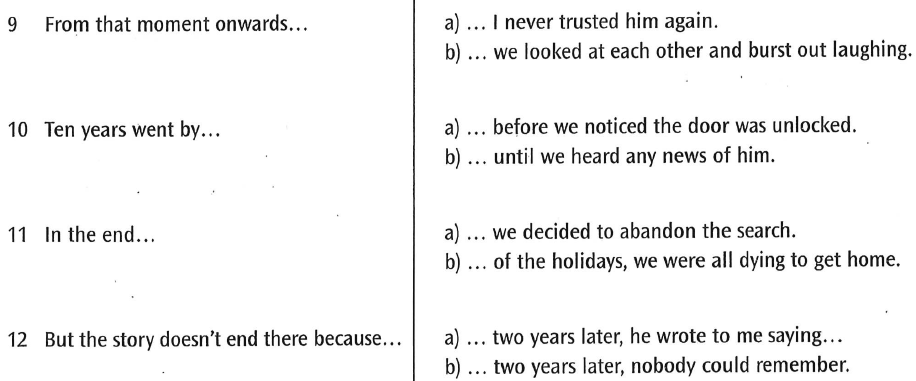 9 From that moment onwards...
a) ... I never trusted him again.
b) ... we looked at each other and burst out laughing.
10 Ten years went by...
a) ... before we noticed the door was unlocked.
b) ... until we heard any news of him.
11 In the end...
a) ... we decided to abandon the search.
b) ... of the holidays, we were all dying to get home.
12 But the story doesn't end there because...
a) ... two years later, he wrote to me saying...
b) ... two years later, nobody could remember.